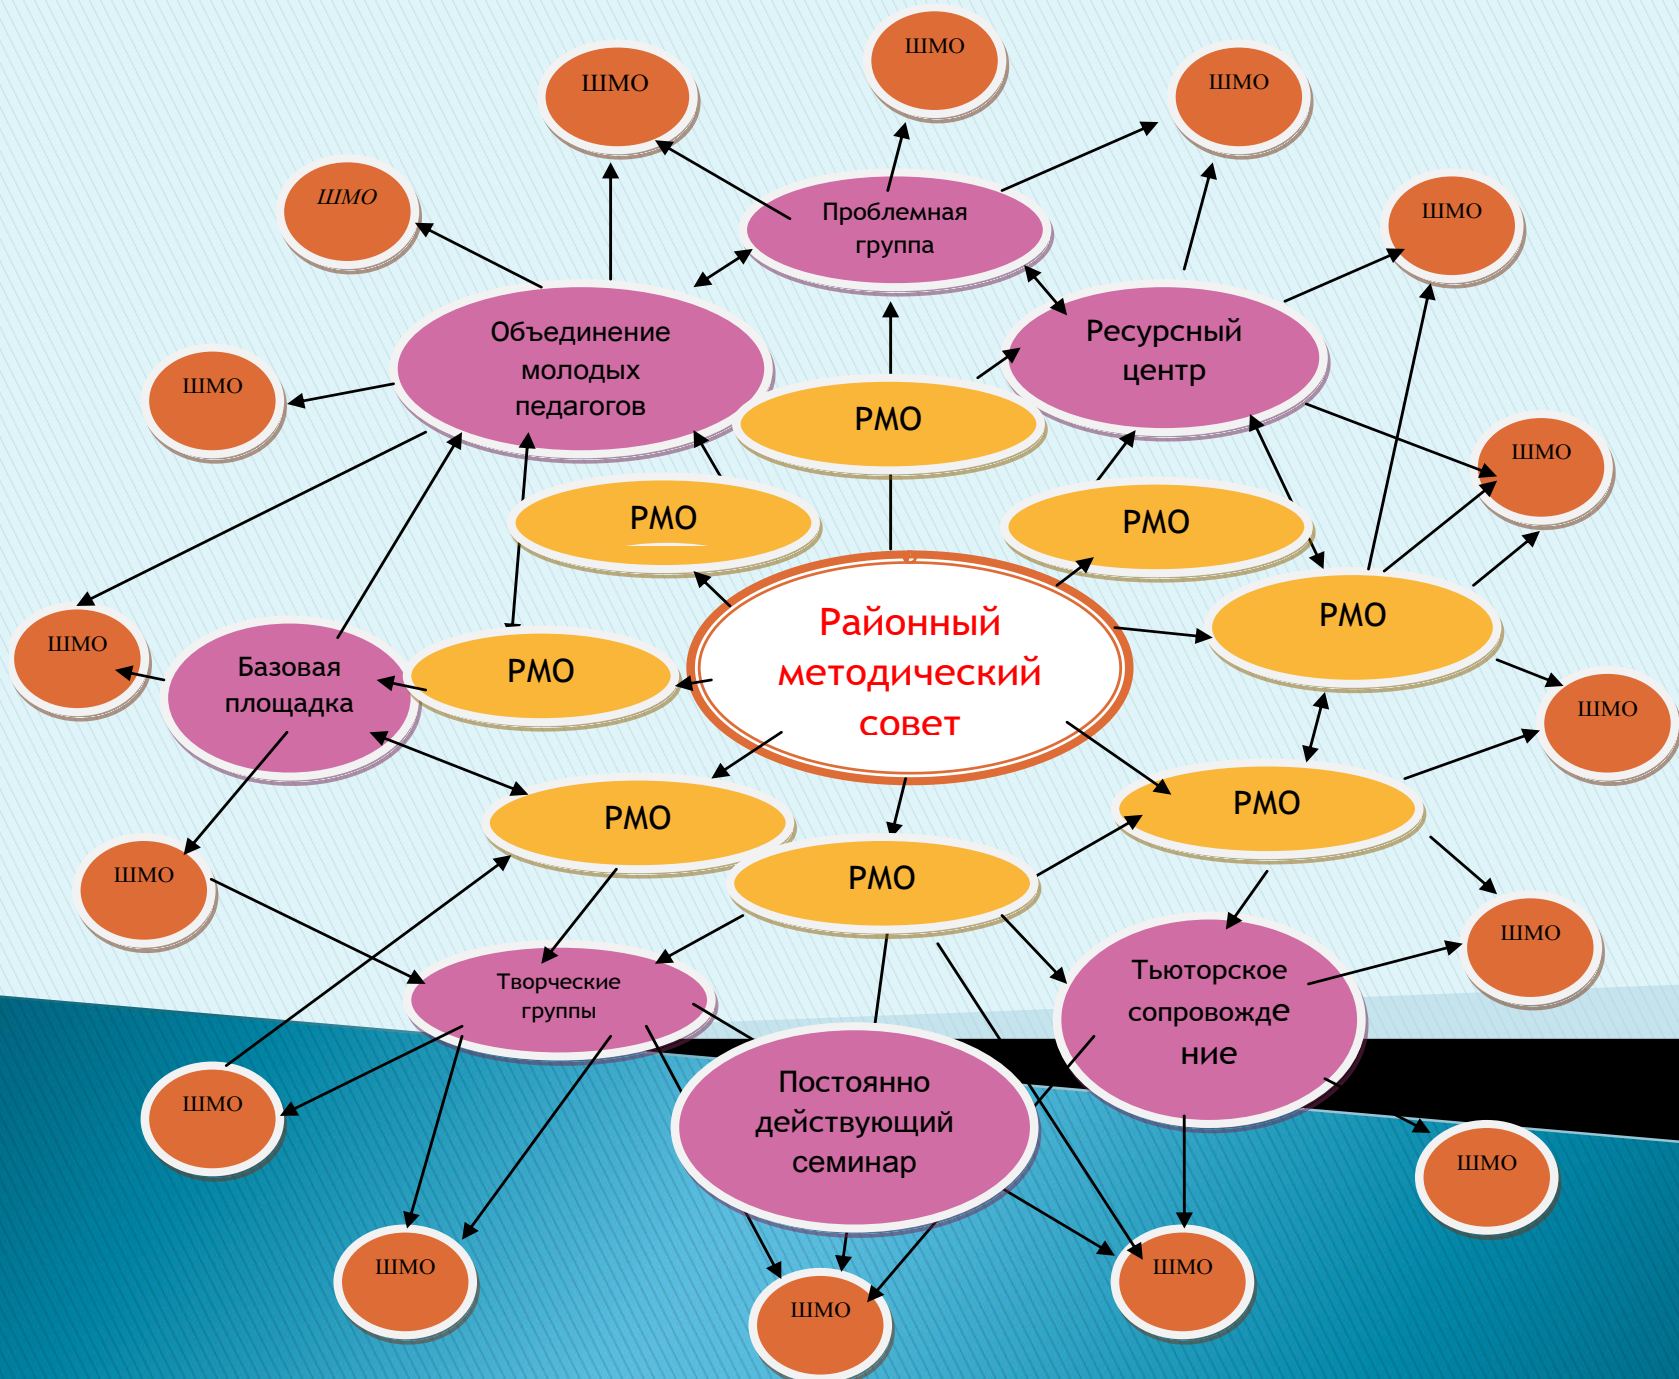 ШМО
ШМО
ШМО
ШМО
ШМО
Проблемная
группа
Объединение
молодых
педагогов
Ресурсный
центр
ШМО
РМО
ШМО
РМО
РМО
Районный
методический
совет
РМО
ШМО
Базовая
площадка
РМО
ШМО
РМО
РМО
ШМО
РМО
ШМО
Творческие
группы
Тьюторское
сопровожде
ние
Постоянно
действующий
семинар
ШМО
ШМО
ШМО
ШМО
ШМО